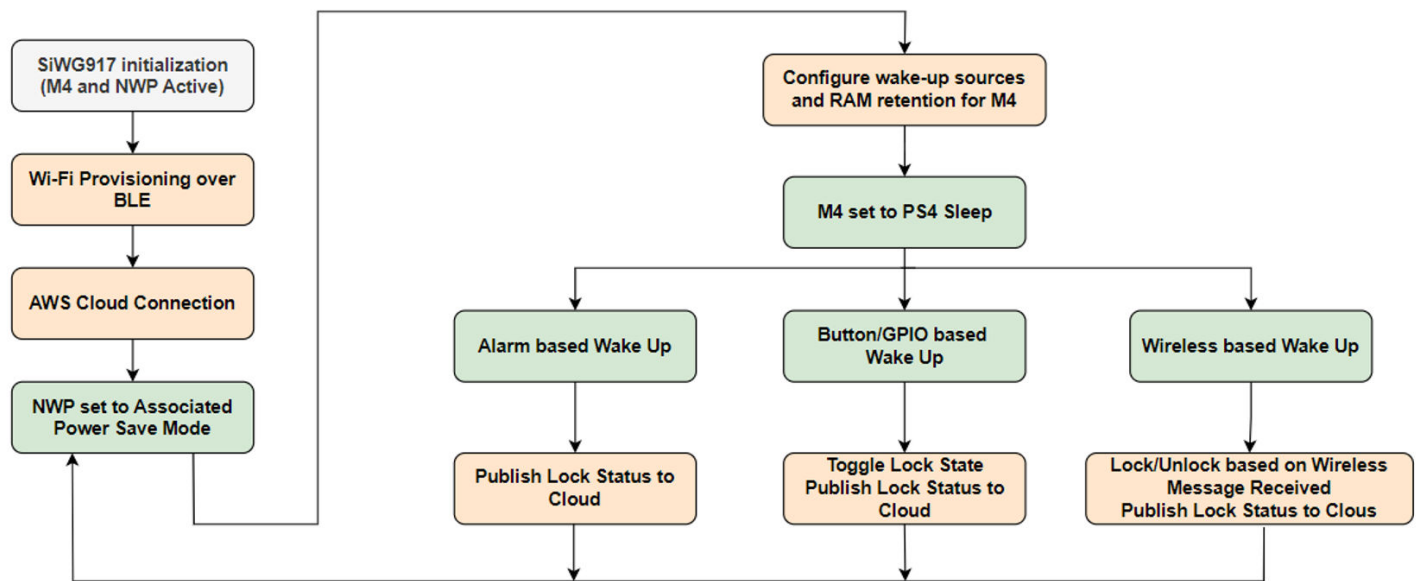 SiWG917 initialization
(M4 and NWP Active)
Wi-Fi Provisioning over
BLE
AWS Cloud Connection
NWP set to Associated
Power Save Mode
Configure wake-up sources
and RAM retention for M4
M4 set to PS4 Sleep
Alarm based Wake Up
Button/GPIO based
Wake Up
Wireless based Wake Up
Publish Lock Status to
Cloud
Toggle Lock State
Publish Lock Status to
Cloud
Lock/Unlock based on Wireless
Message Received
Publish Lock Status to Clous